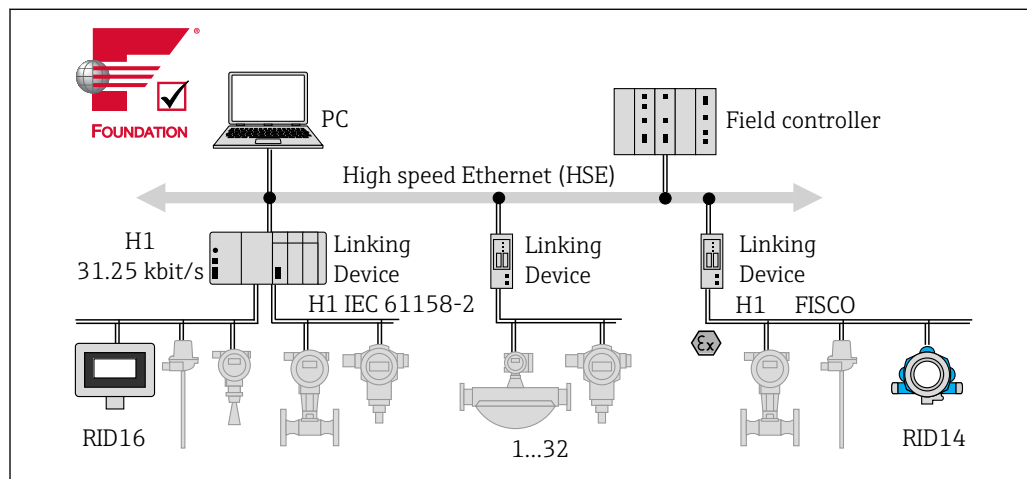 ®
FOUNDATION
PC
Field controller
High speed Ethernet (HSE)
H1
31.25 kbit/s
Linking
Device
Linking
Device
Linking
Device
H1 IEC 61158-2
H1 FISCO
εx
RID16
1...32
RID14